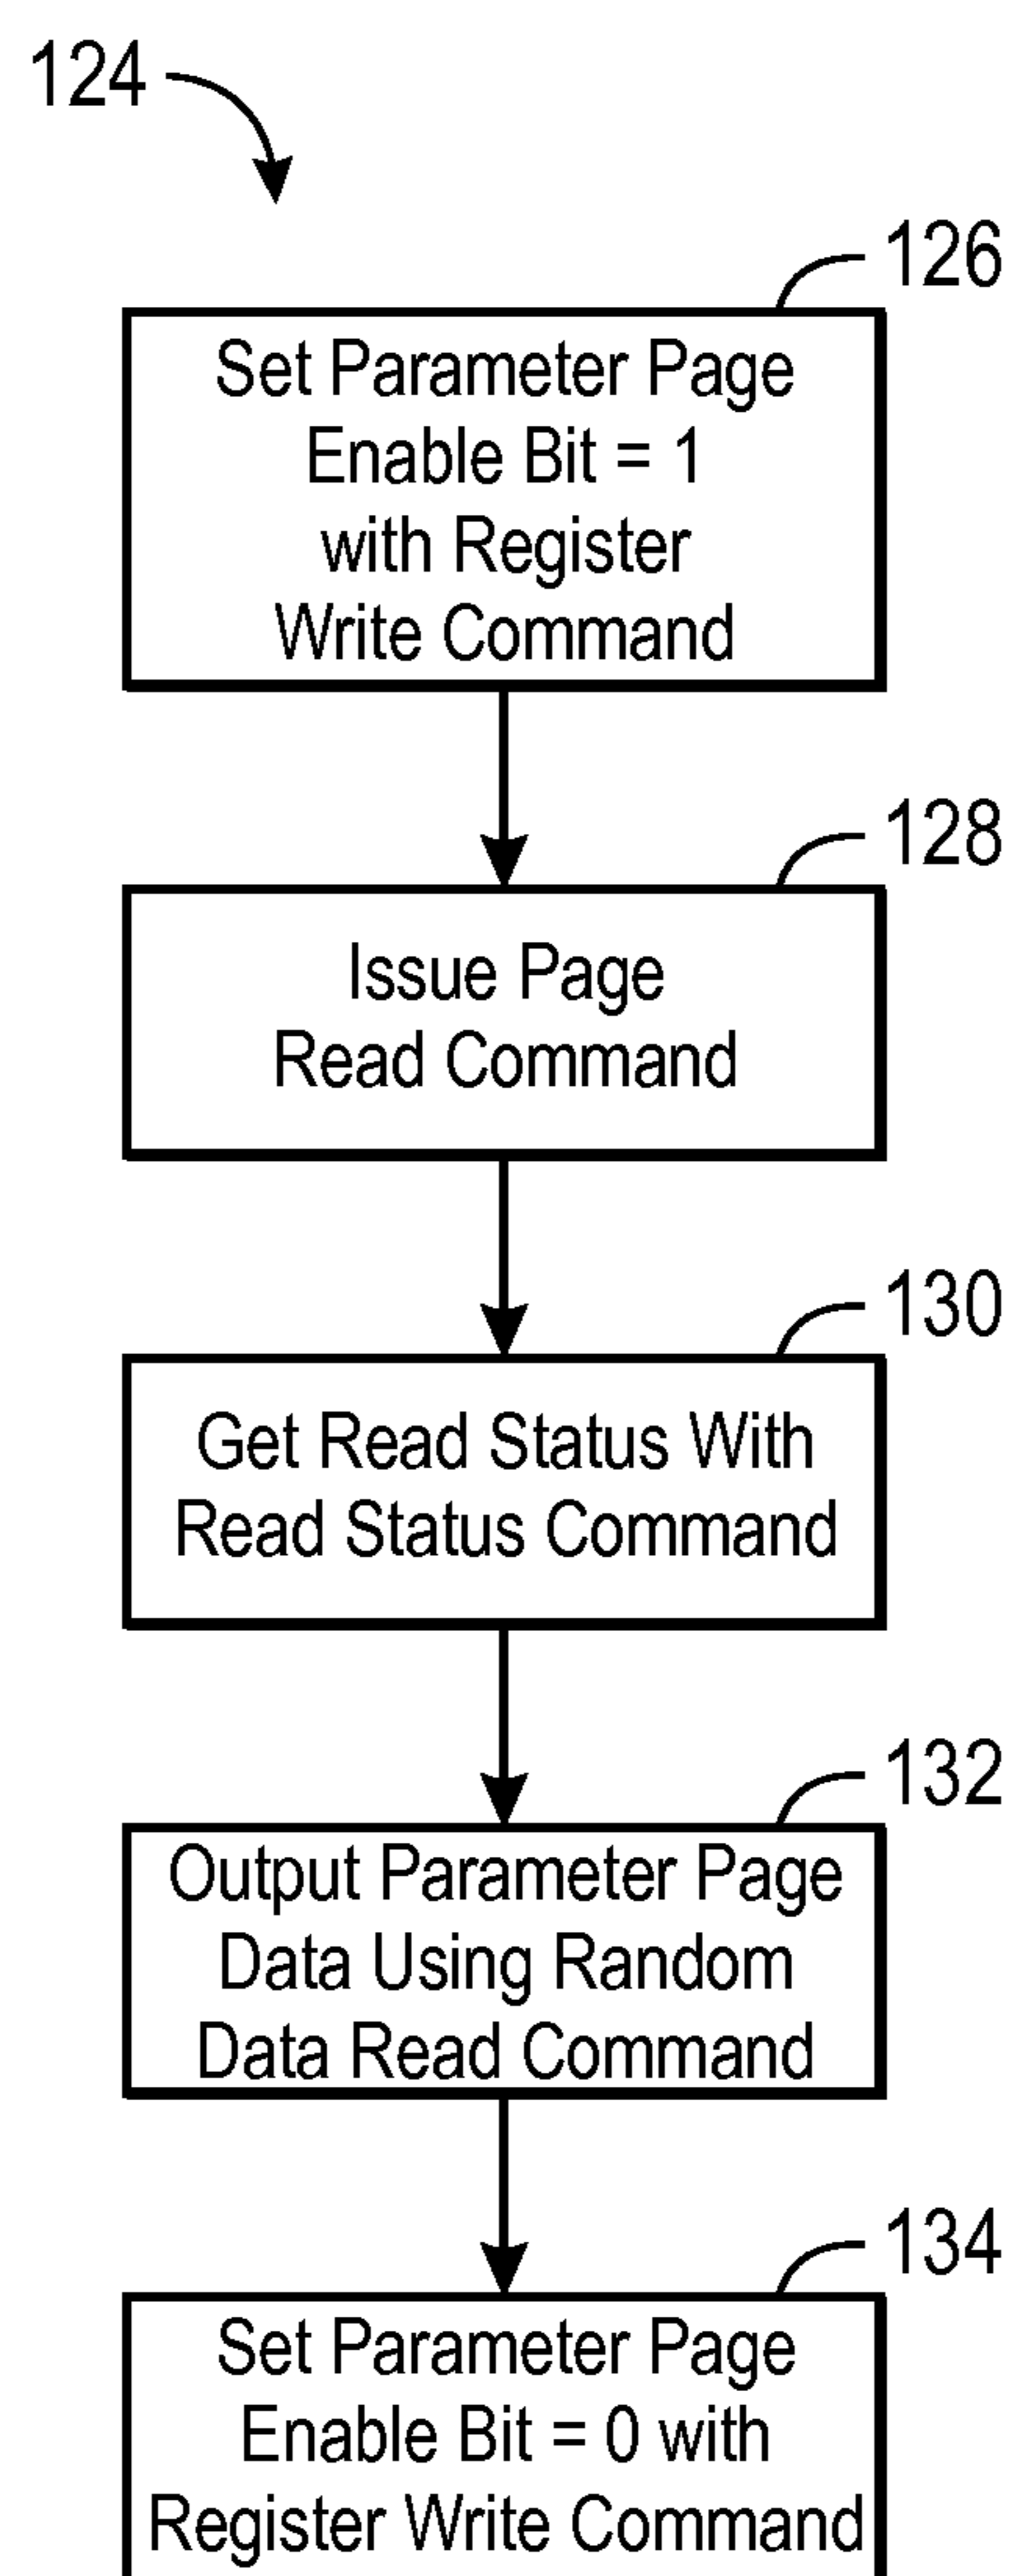 124
126
Set Parameter Page
Enable Bit = 1
with Register
Write Command
128
Issue Page
Read Command
130
Get Read Status With
Read Status Command
132
Output Parameter Page
Data Using Random
Data Read Command
134
Set Parameter Page
Enable Bit = 0 with
Register Write Command